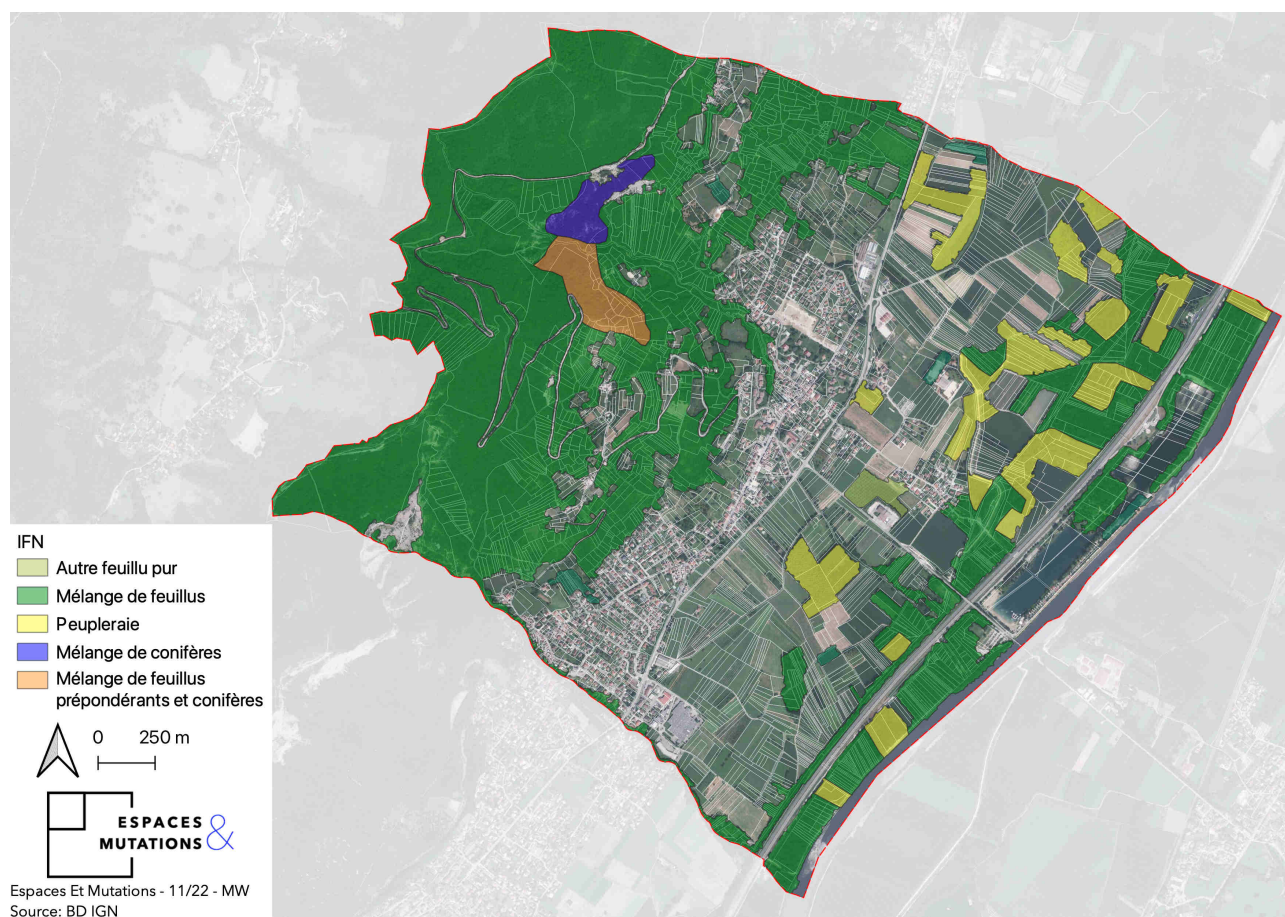 IFN
Autre feuillu pur
Mélange de feuillus
Peupleraie
Mélange de conifères
Mélange de feuillus
prépondérants et conifères
0 250 m
ESPACES
MUTATIONS &
Espaces Et Mutations - 11/22 - MW
Source: BD IGN